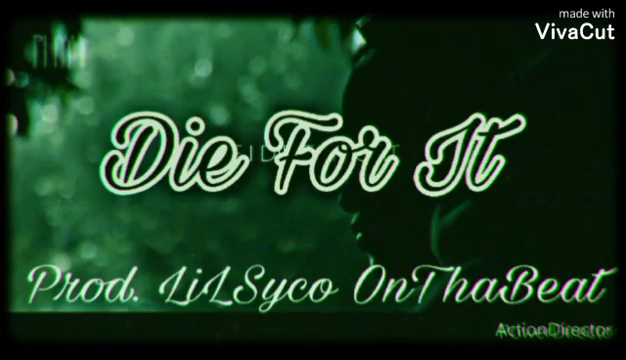 made with
VivaCut
Die For It
Prod. LiLSyco OnThaBeat
ActionDirector